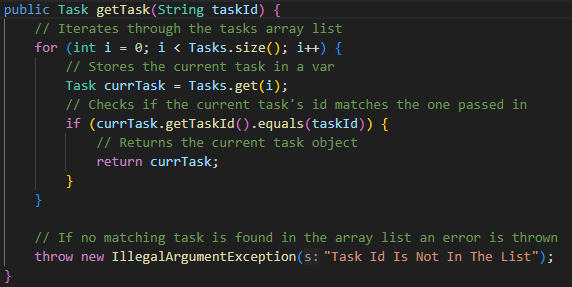 public Task getTask(String taskId) {
    // Iterates through the tasks array list
    for (int i = 0; i < Tasks.size(); i++) {
        // Stores the current task in a var
        Task currTask = Tasks.get(i);
        // Checks if the current task's id matches the one passed in
        if (currTask.getTaskId().equals(taskId)) {
            // Returns the current task object
            return currTask;
        }
    }

    // If no matching task is found in the array list an error is thrown
    throw new IllegalArgumentException(s: "Task Id Is Not In The List");
}